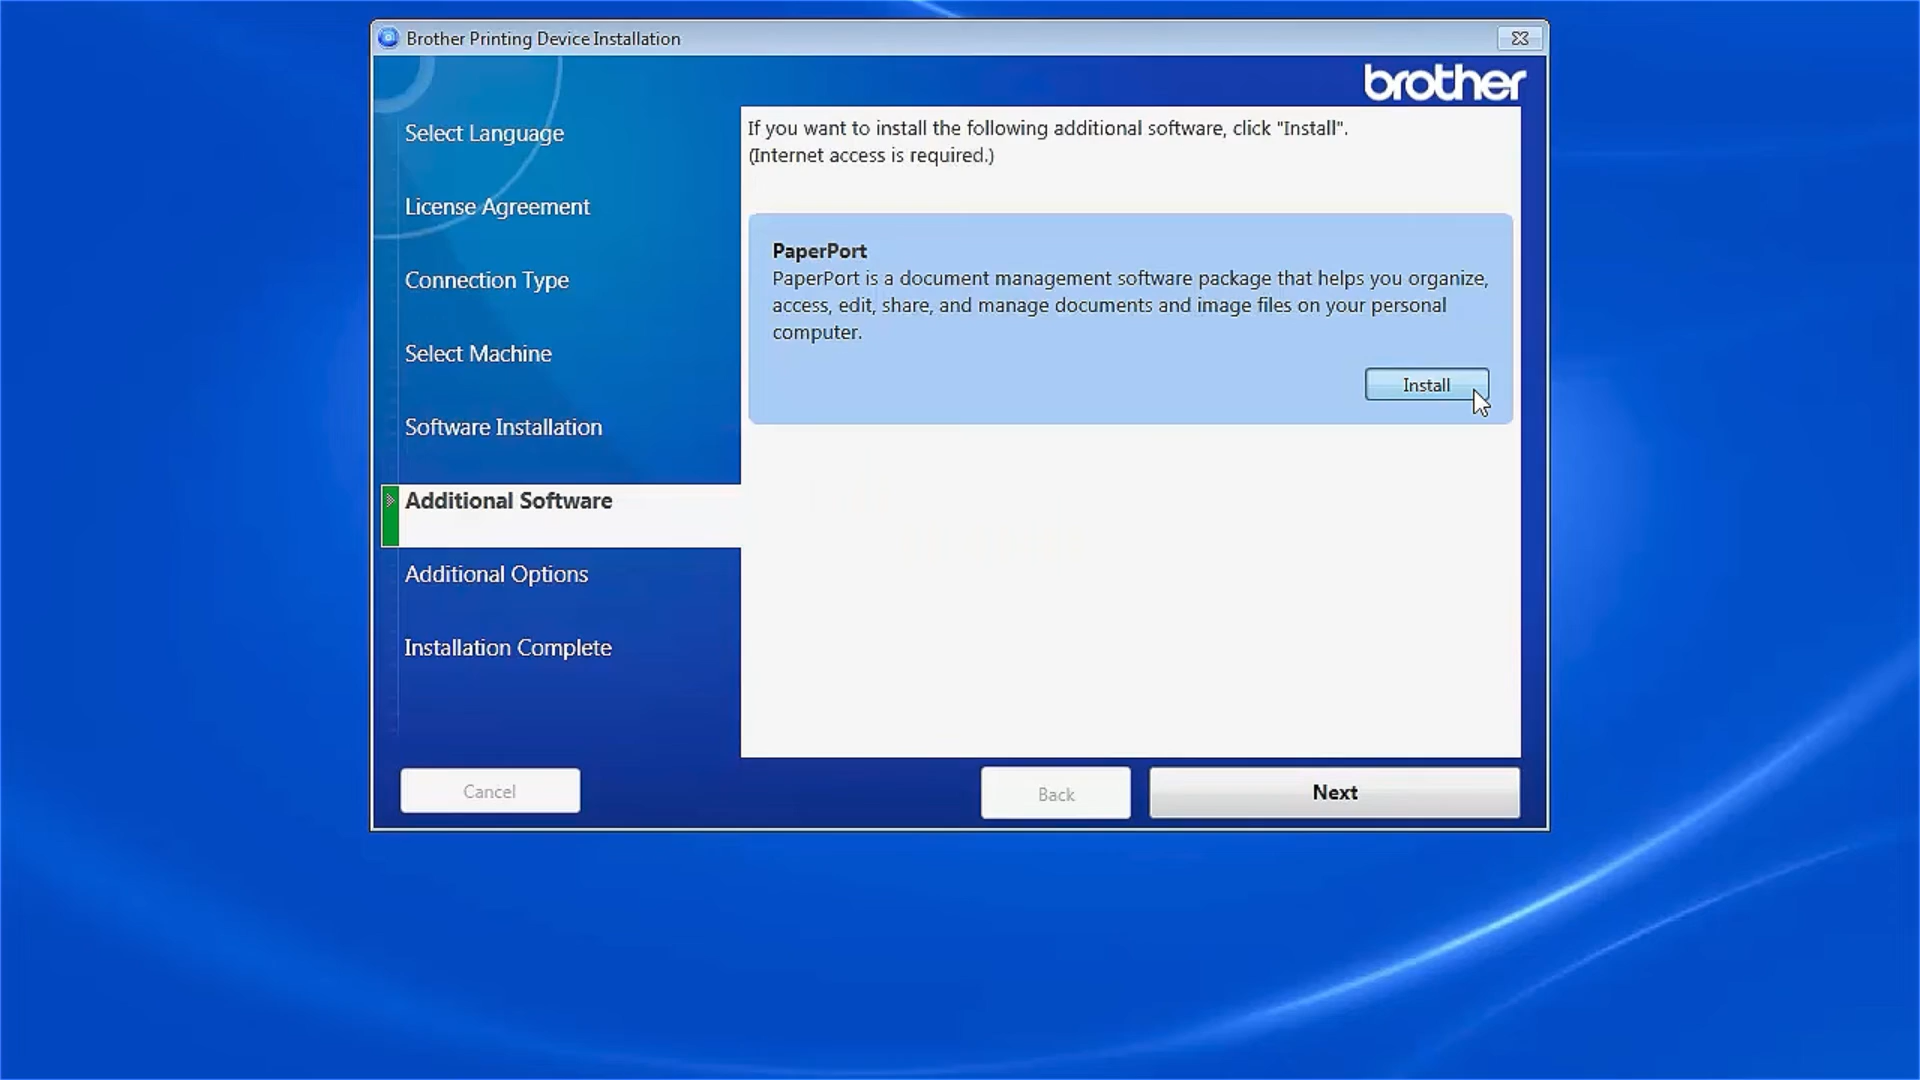 Brother Printing Device Installation
brother
Select Language
License Agreement
Connection Type
Select Machine
Software Installation
Additional Software
Additional Options
Installation Complete
If you want to install the following additional software, click "Install".
(Internet access is required.)
PaperPort
PaperPort is a document management software package that helps you organize,
access, edit, share, and manage documents and image files on your personal
computer.
Install
Cancel
Back
Next